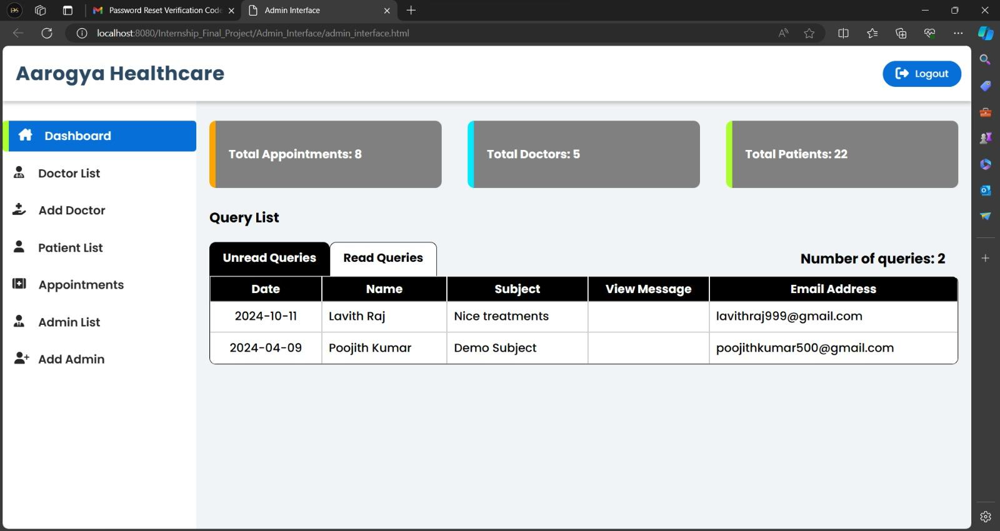 Password Reset Verification Code
Admin Interface
localhost:8080/Internship_Final_Project/Admin_Interface/admin_interface.html
Aarogya Healthcare
Logout
Dashboard
Doctor List
Add Doctor
Patient List
Appointments
Admin List
Add Admin
Total Appointments: 8
Total Doctors: 5
Total Patients: 22
Query List
Unread Queries Read Queries
Number of queries: 2
Date Name Subject View Message Email Address
2024-10-11 Lavith Raj Nice treatments lavithraj999@gmail.com
2024-04-09 Poojith Kumar Demo Subject poojithkumar500@gmail.com